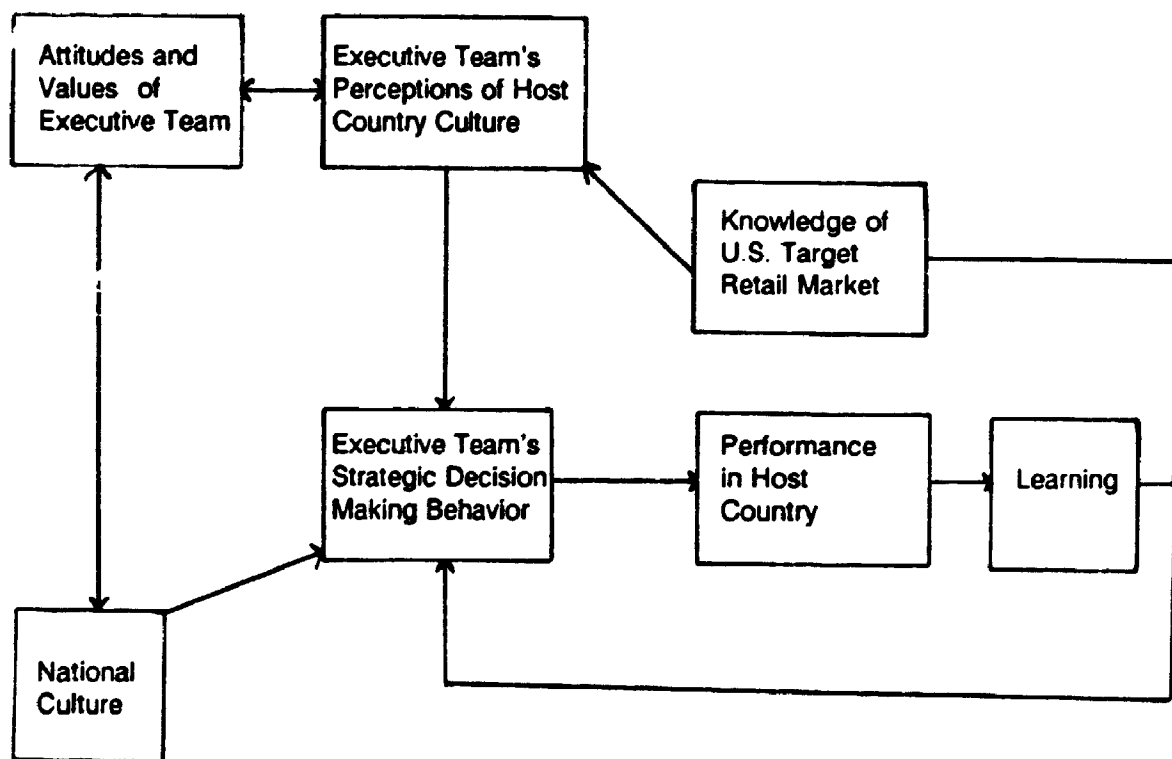 Attitudes and
Values of
Executive Team
Executive Team's
Perceptions of Host
Country Culture
Knowledge of
U.S. Target
Retail Market
Executive Team's
Strategic Decision
Making Behavior
Performance
in Host
Country
Learning
National
Culture